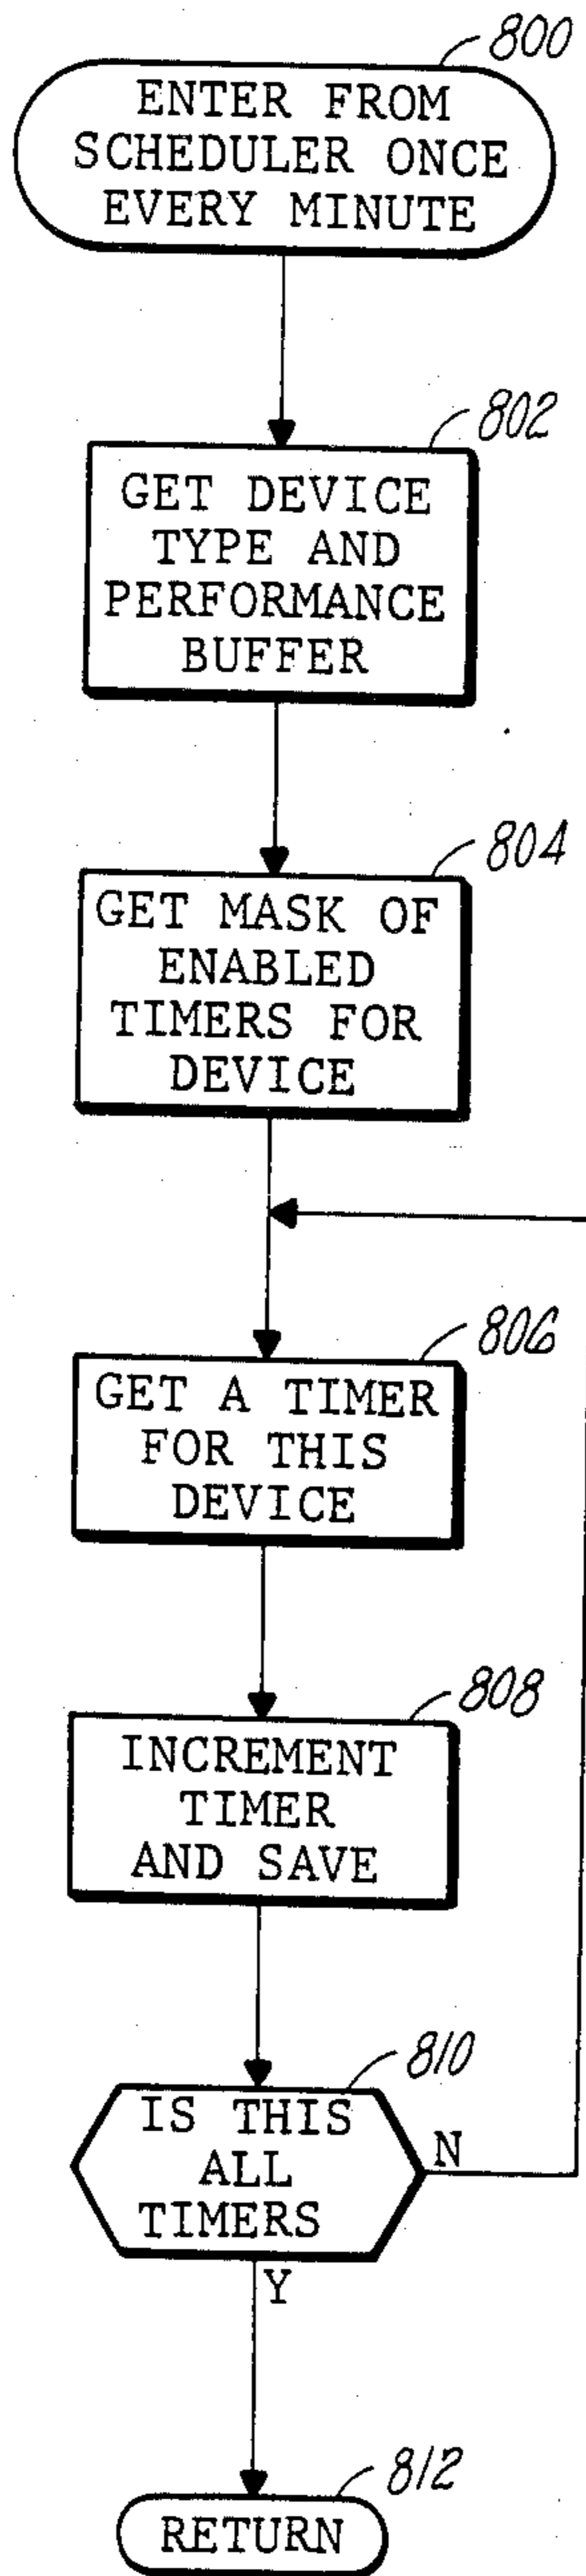 800
ENTER FROM
SCHEDULER ONCE
EVERY MINUTE
802
GET DEVICE
TYPE AND
PERFORMANCE
BUFFER
804
GET MASK OF
ENABLED
TIMERS FOR
DEVICE
806
GET A TIMER
FOR THIS
DEVICE
808
INCREMENT
TIMER
AND SAVE
810
IS THIS
ALL
TIMERS
N
Y
812
RETURN